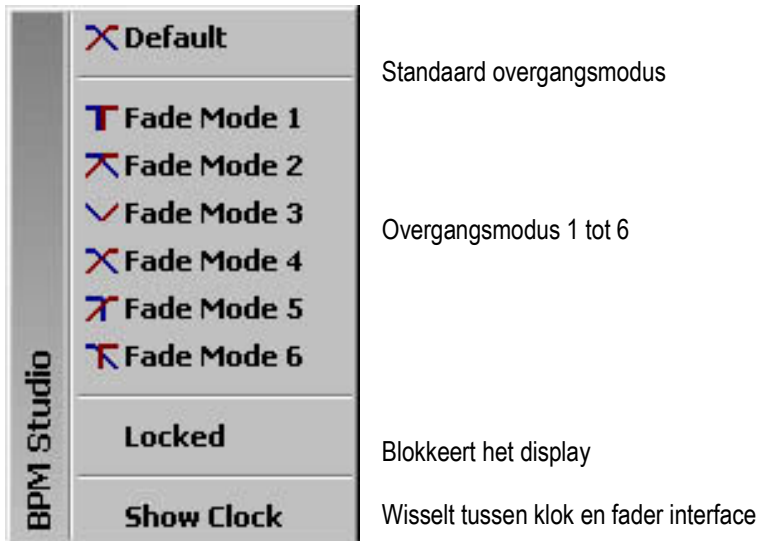 Default
Standaard overgangsmodus
Fade Mode 1
Fade Mode 2
Fade Mode 3
Overgangsmodus 1 tot 6
Fade Mode 4
Fade Mode 5
Fade Mode 6
Locked
Blokkeert het display
Show Clock
Wisselt tussen klok en fader interface
BPM Studio